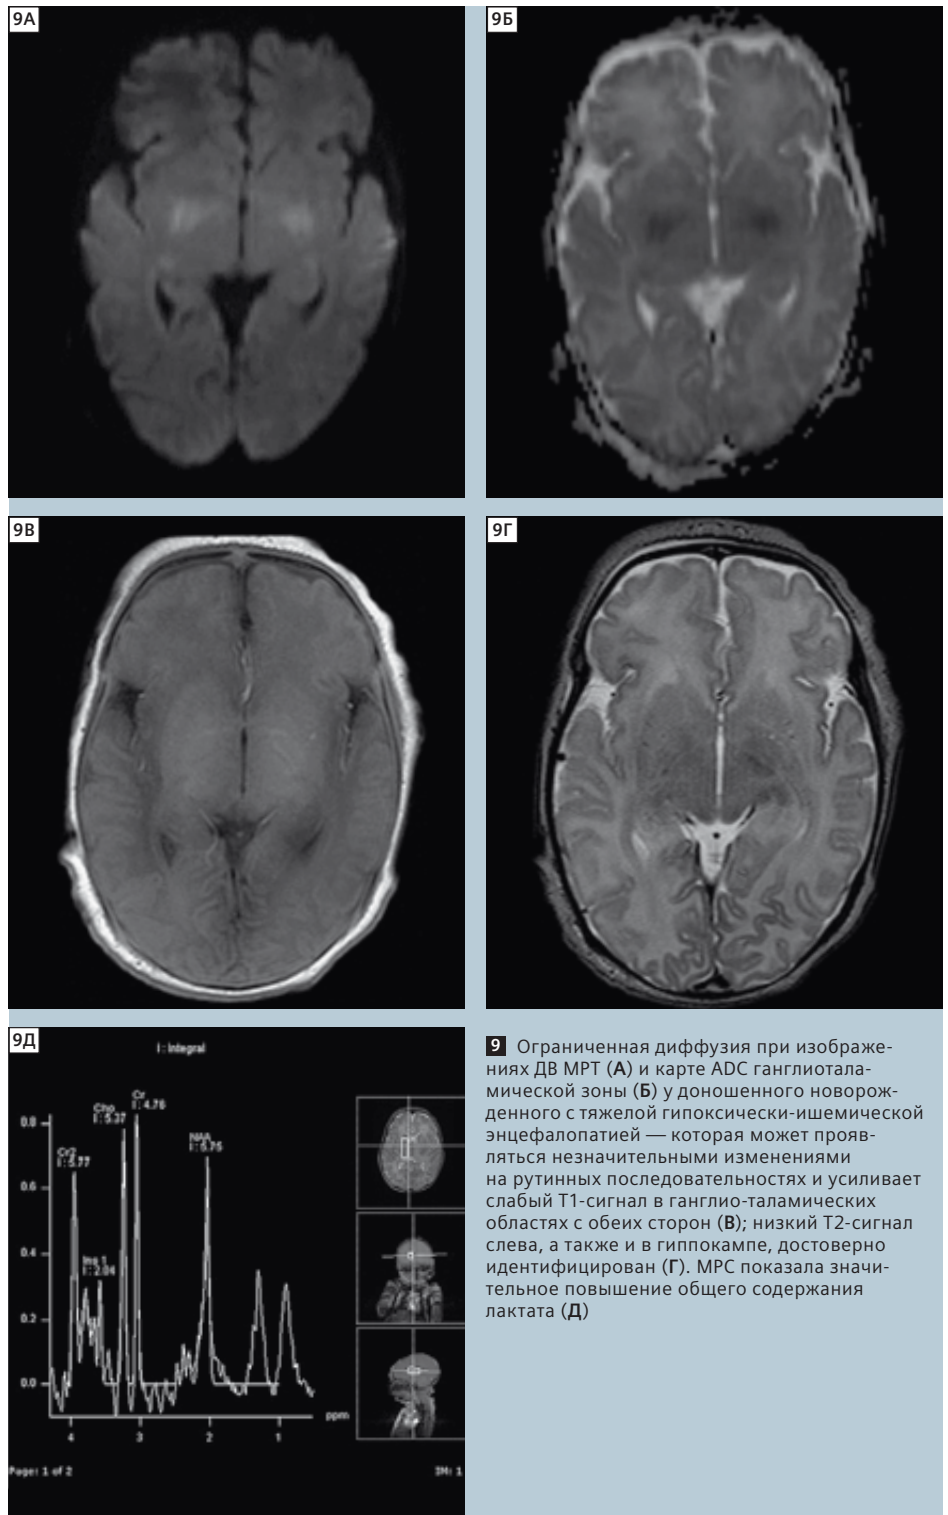 9А
9Б
9В
9Г
9Д
I : Integral
Cr
I : 4.76
Cho
I : 5.37
NAA
I : 5.75
Cr2
I : 5.77
Ins 1
I : 2.04
0.8
0.6
0.4
0.2
0.0
4
3
2
1
ppm
Page: 1 of 2
IM: 1
9 Ограниченная диффузия при изображе-
ниях ДВ МРТ (А) и карте ADC ганглиотала-
мической зоны (Б) у доношенного новорож-
денного с тяжелой гипоксически-ишемической
энцефалопатией — которая может прояв-
ляться незначительными изменениями
на рутинных последовательностях и усиливает
слабый T1-сигнал в ганглио-таламических
областях с обеих сторон (В); низкий T2-сигнал
слева, а также и в гиппокампе, достоверно
идентифицирован (Г). МРС показала значи-
тельное повышение общего содержания
лактата (Д)